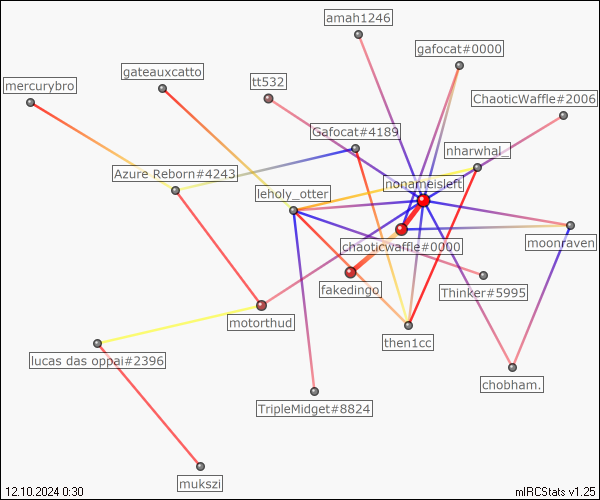 amah1246
gafocat#0000
gateauxcatto
mercurybro
tt532
ChaoticWaffle#2006
Gafocat#4189
nharwhal_
Azure Reborn#4243
nonameisleft
leholy_otter
chaoticwaffle#0000
moonraven
fakedingo
Thinker#5995
motorthud
then1cc
lucas das oppai#2396
chobham.
TripleMidget#8824
mukszi
12.10.2024 0:30
mIRCStats v1.25